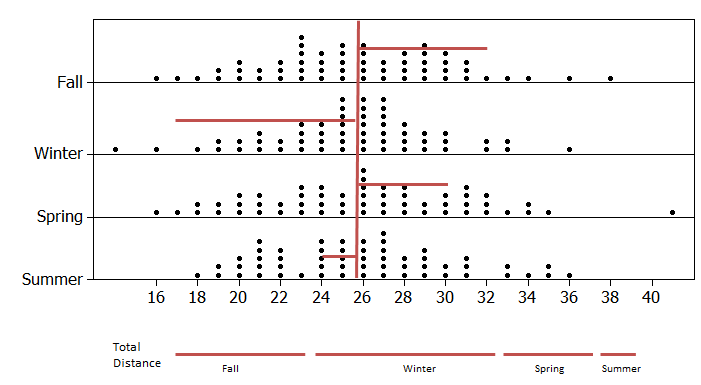 Fall
Winter
Spring
Summer
16 18 20 22 24 26 28 30 32 34 36 38 40
Total
Distance
Fall Winter Spring Summer